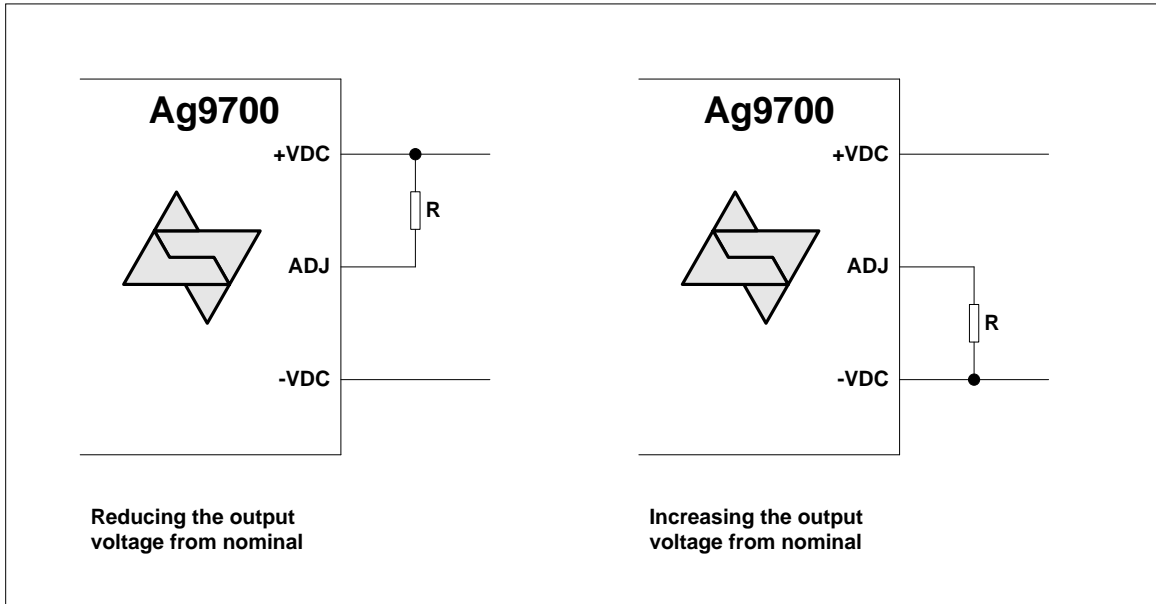 Ag9700
+VDC
R
ADJ
-VDC
Reducing the output
voltage from nominal
Ag9700
+VDC
ADJ
R
-VDC
Increasing the output
voltage from nominal